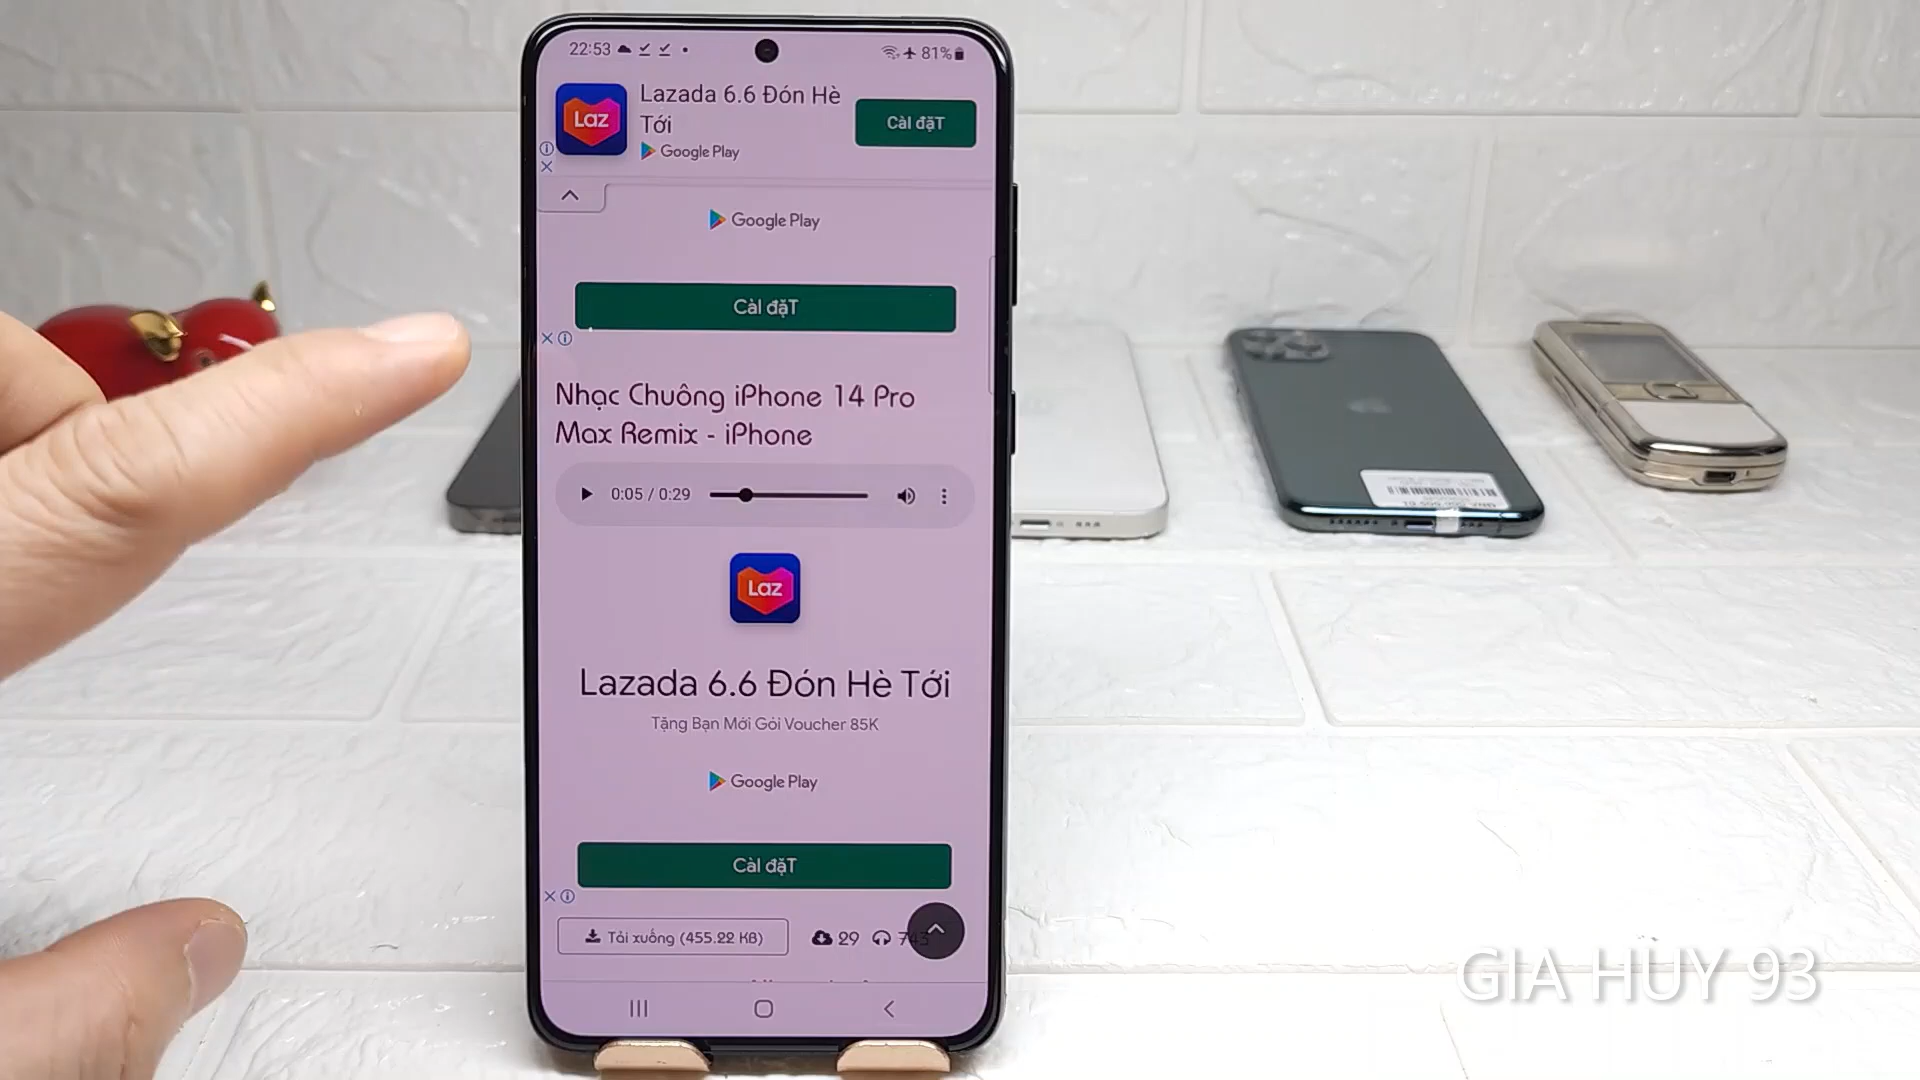 22:53
81%
Laz
Lazada 6.6 Đón Hè
Tới
Google Play
Cài đặT
Google Play
Cài đặT
Nhạc Chuông iPhone 14 Pro
Max Remix - iPhone
0:05 / 0:29
Laz
Lazada 6.6 Đón Hè Tới
Tặng Bạn Mới Gói Voucher 85K
Google Play
Cài đặT
Tải xuống (455.22 KB) 29 743
GIA HUY 93